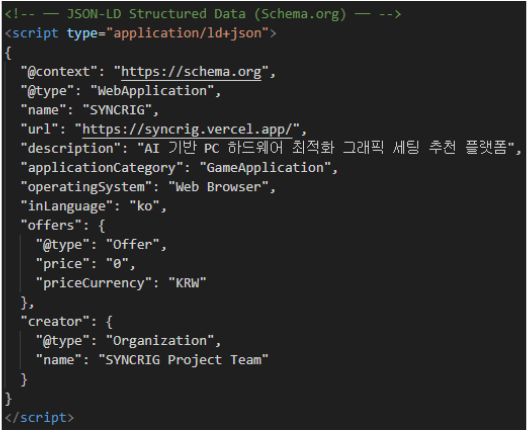 <!-- ── JSON-LD Structured Data (Schema.org) ── -->
<script type="application/ld+json">
{
  "@context": "https://schema.org",
  "@type": "WebApplication",
  "name": "SYNCRIG",
  "url": "https://syncrig.vercel.app/",
  "description": "AI 기반 PC 하드웨어 최적화 그래픽 세팅 추천 플랫폼",
  "applicationCategory": "GameApplication",
  "operatingSystem": "Web Browser",
  "inLanguage": "ko",
  "offers": {
    "@type": "Offer",
    "price": "0",
    "priceCurrency": "KRW"
  },
  "creator": {
    "@type": "Organization",
    "name": "SYNCRIG Project Team"
  }
}
</script>